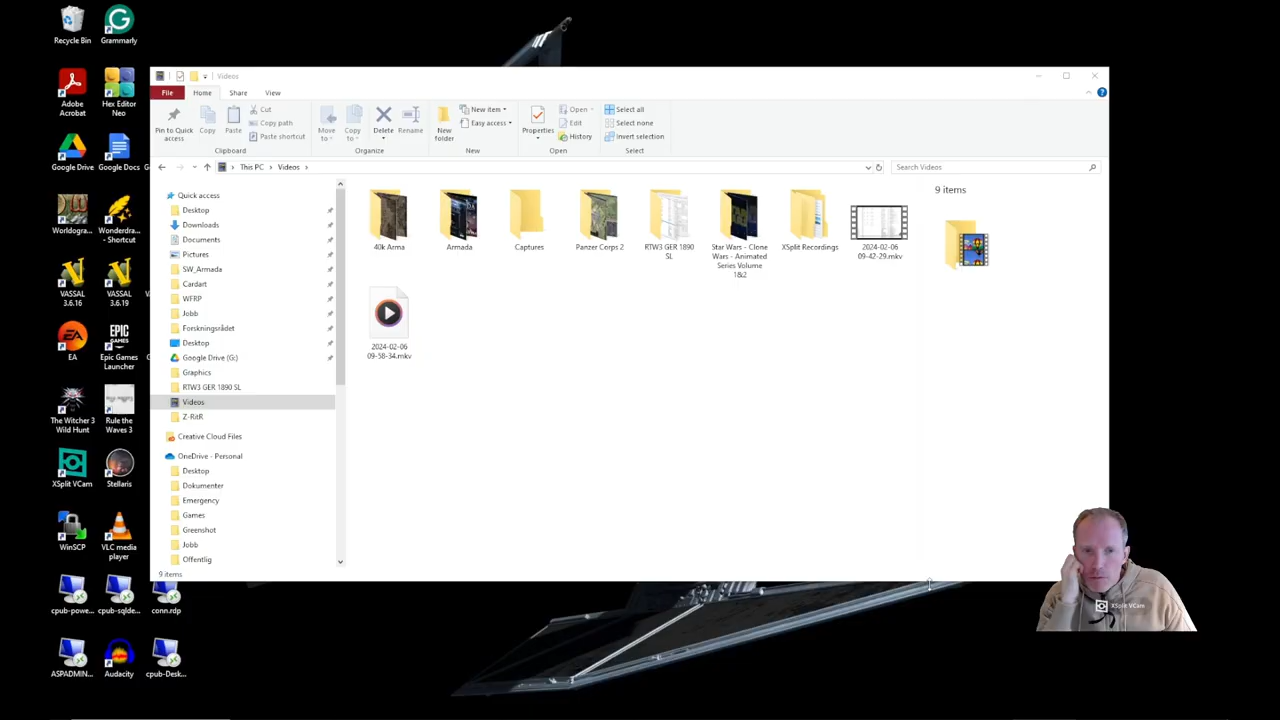 Recycle Bin
Grammarly
Adobe
Acrobat
Hex Editor
Neo
Google Drive
Google Docs
Worldogra...
Wonderdra...
- Shortcut
VASSAL
3.6.16
VASSAL
3.6.19
EA
Epic Games
Launcher
The Witcher 3
Wild Hunt
Rule the
Waves 3
XSplit VCam
Stellaris
WinSCP
VLC media
player
cpub-powe...
cpub-sqlde...
conn.rdp
ASPADMIN...
Audacity
cpub-Desk...
Videos
File
Home
Share
View
Pin to Quick
access
Copy
Paste
Cut
Copy path
Paste shortcut
Clipboard
Move
to
Copy
to
Delete
Rename
Organize
New
folder
New item
Easy access
New
Properties
Open
Edit
History
Open
Select all
Select none
Invert selection
Select
This PC > Videos >
Search Videos
Quick access
Desktop
Downloads
Documents
Pictures
SW_Armada
Cardart
WFRP
Jobb
Forskningsrådet
Desktop
Google Drive (G:)
Graphics
RTW3 GER 1890 SL
Videos
Z-RitR
Creative Cloud Files
OneDrive - Personal
Desktop
Dokumenter
Emergency
Games
Greenshot
Jobb
Offentlig
9 items
40k Arma
Armada
Captures
Panzer Corps 2
RTW3 GER 1890
SL
Star Wars - Clone
Wars - Animated
Series Volume
1&2
XSplit Recordings
2024-02-06
09-42-29.mkv
2024-02-06
09-58-34.mkv
9 items
XSplit VCam